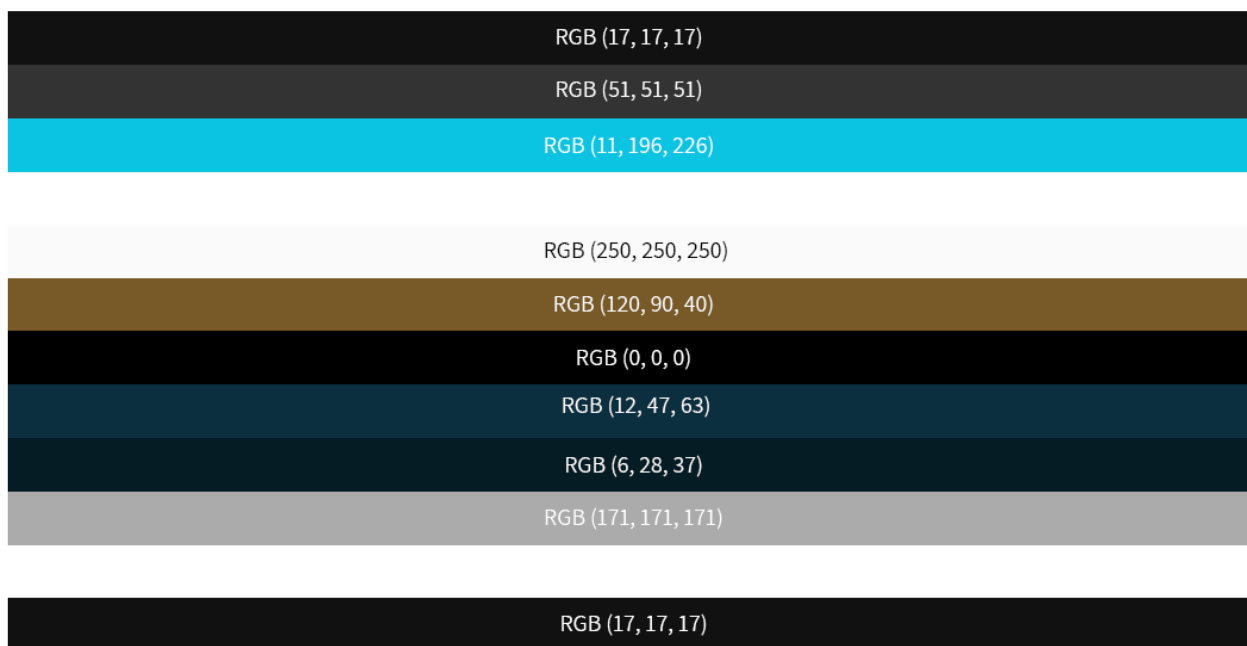 RGB (17, 17, 17)
RGB (51, 51, 51)
RGB (11, 196, 226)
RGB (250, 250, 250)
RGB (120, 90, 40)
RGB (0, 0, 0)
RGB (12, 47, 63)
RGB (6, 28, 37)
RGB (171, 171, 171)
RGB (17, 17, 17)